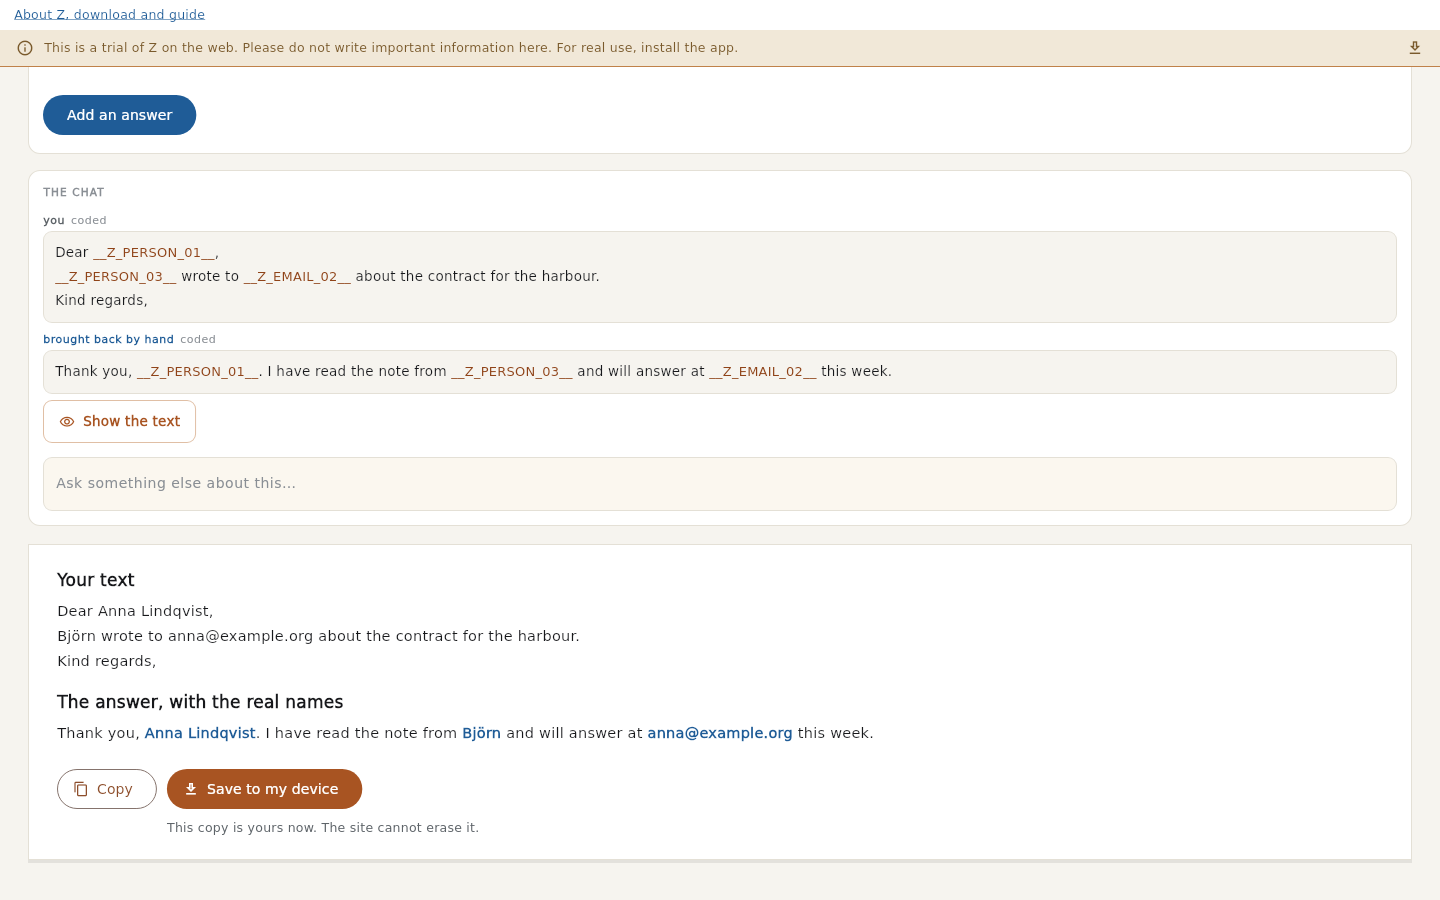 About Z, download and guide
This is a trial of Z on the web. Please do not write important information here. For real use, install the app.
Add an answer
THE CHAT
you coded
Dear __Z_PERSON_01__,
__Z_PERSON_03__ wrote to __Z_EMAIL_02__ about the contract for the harbour.
Kind regards,
brought back by hand coded
Thank you, __Z_PERSON_01__. I have read the note from __Z_PERSON_03__ and will answer at __Z_EMAIL_02__ this week.
Show the text
Ask something else about this...
Your text
Dear Anna Lindqvist,
Björn wrote to anna@example.org about the contract for the harbour.
Kind regards,
The answer, with the real names
Thank you, Anna Lindqvist. I have read the note from Björn and will answer at anna@example.org this week.
Copy
Save to my device
This copy is yours now. The site cannot erase it.